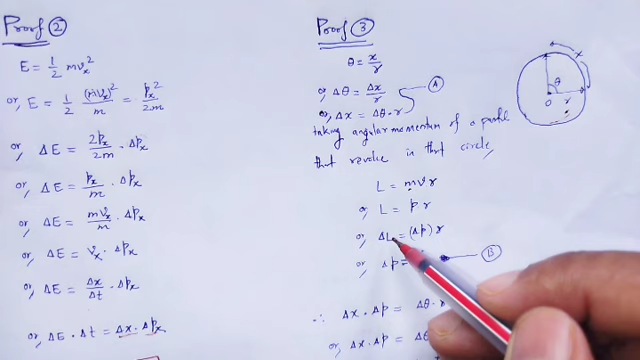 Proof ②
E = 1/2 mvₓ²
or, E = 1/2 (mvₓ)²/m = pₓ²/2m
or, ΔE = 2pₓ/2m · Δpₓ
or, ΔE = pₓ/m · Δpₓ
or, ΔE = mvₓ/m · Δpₓ
or, ΔE = vₓ · Δpₓ
or, ΔE = Δx/Δt · Δpₓ
or, ΔE · Δt = Δx · Δpₓ
Proof ③
θ = x/r
or, Δθ = Δx/r
or, Δx = Δθ · r
Ⓐ
taking angular momentum of a
that revolve in that circle,
L = mvr
or, L = pr
or, ΔL = (Δp) r
or, Δp =
Ⓑ
∴ Δx · Δp = Δθ ·
or, Δx · Δp = Δθ
x
θ
O
r